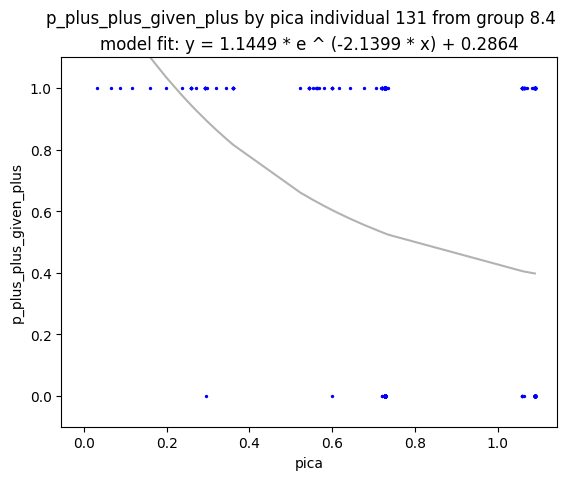 p_plus_plus_given_plus by pica individual 131 from group 8.4
model fit: y = 1.1449 * e ^ (-2.1399 * x) + 0.2864
p_plus_plus_given_plus
1.0
0.8
0.6
0.4
0.2
0.0
0.0 0.2 0.4 0.6 0.8 1.0
pica